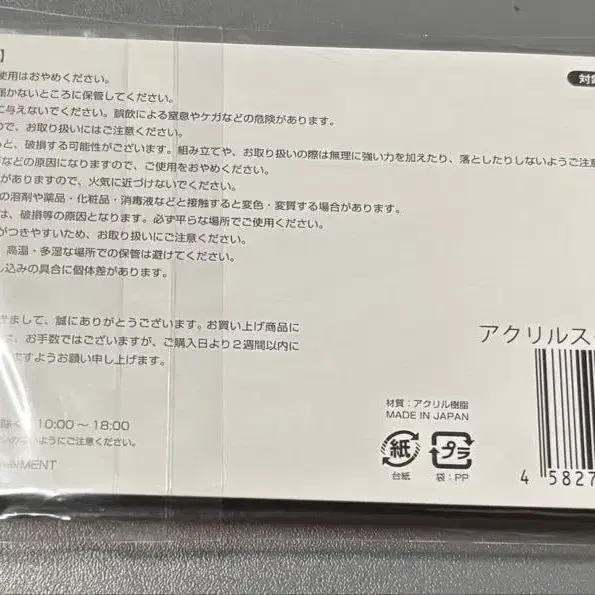 】
使用はおやめください。
届かないところに保管してください。
に与えないでください。誤飲による窒息やケガなどの危険があります。
ので、お取り扱いにはご注意ください。
と、破損する可能性がございます。組み立てや、お取り扱いの際は無理に強い力を加えたり、落としたりしないようご注意
などの原因になりますので、ご使用をおやめください。
がありますので、火気に近づけないでください。
の溶剤や薬品・化粧品・消毒液などと接触すると変色・変質する場合があります。
は、破損等の原因となります。必ず平らな場所でご使用ください。
がつきやすいため、お取り扱いにご注意ください。
高温・多湿な場所での保管は避けてください。
し込みの具合に個体差があります。
対象
きまして、誠にありがとうございます。お買い上げ商品に
は、お手数ではございますが、ご購入日より2週間以内に
ますようお願い申し上げます。
除く 10:00〜18:00
いのないようにご注意ください。
AINMENT
アクリルス
材質：アクリル樹脂
MADE IN JAPAN
紙
台紙
プラ
袋：PP
4 5827